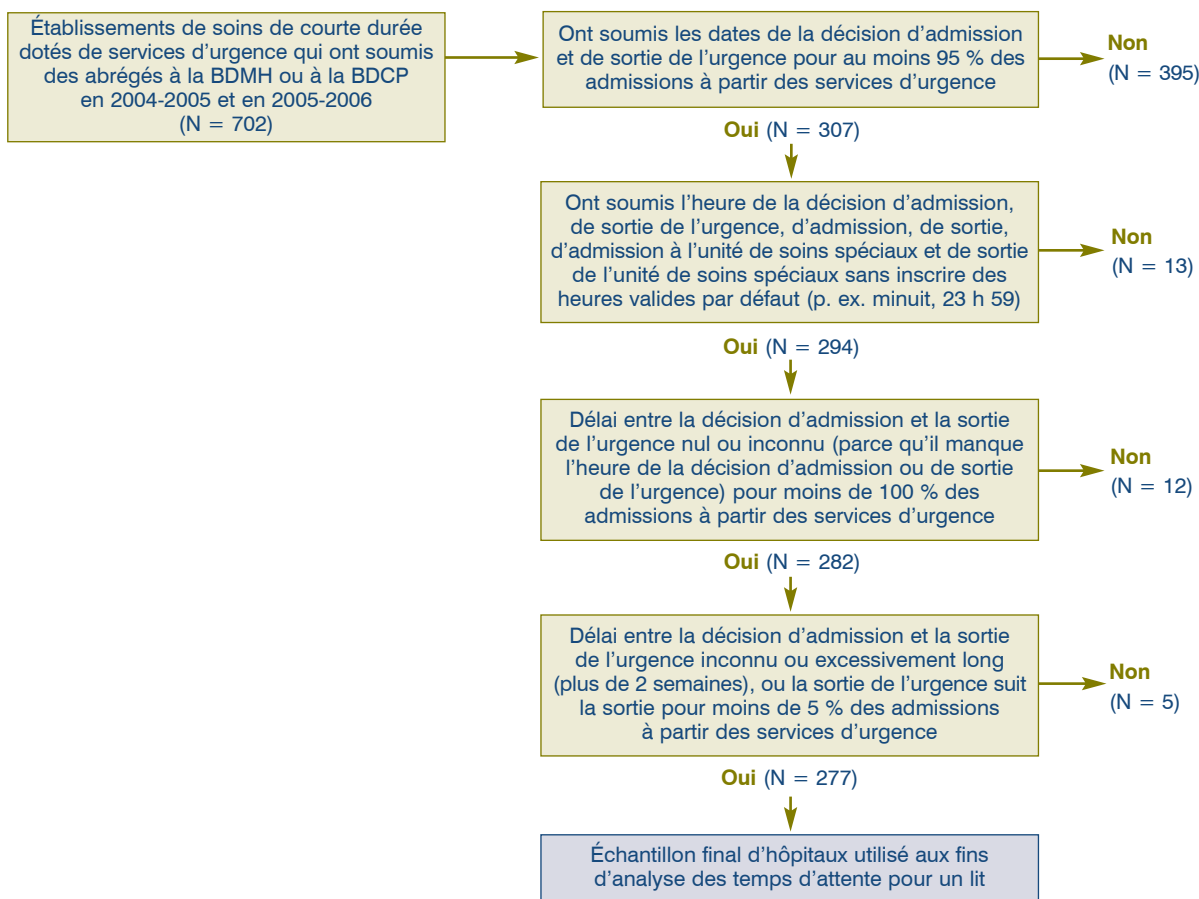 Établissements de soins de courte durée
dotés de services d'urgence qui ont soumis
des abrégés à la BDMH ou à la BDCP
en 2004-2005 et en 2005-2006
(N = 702)
Ont soumis les dates de la décision d'admission
et de sortie de l'urgence pour au moins 95 % des
admissions à partir des services d'urgence
Non
(N = 395)
Oui (N = 307)
Ont soumis l'heure de la décision d'admission,
de sortie de l'urgence, d'admission, de sortie,
d'admission à l'unité de soins spéciaux et de sortie
de l'unité de soins spéciaux sans inscrire des
heures valides par défaut (p. ex. minuit, 23 h 59)
Non
(N = 13)
Oui (N = 294)
Délai entre la décision d'admission et la sortie
de l'urgence nul ou inconnu (parce qu'il manque
l'heure de la décision d'admission ou de sortie
de l'urgence) pour moins de 100 % des
admissions à partir des services d'urgence
Non
(N = 12)
Oui (N = 282)
Délai entre la décision d'admission et la sortie
de l'urgence inconnu ou excessivement long
(plus de 2 semaines), ou la sortie de l'urgence suit
la sortie pour moins de 5 % des admissions
à partir des services d'urgence
Non
(N = 5)
Oui (N = 277)
Échantillon final d'hôpitaux utilisé aux fins
d'analyse des temps d'attente pour un lit